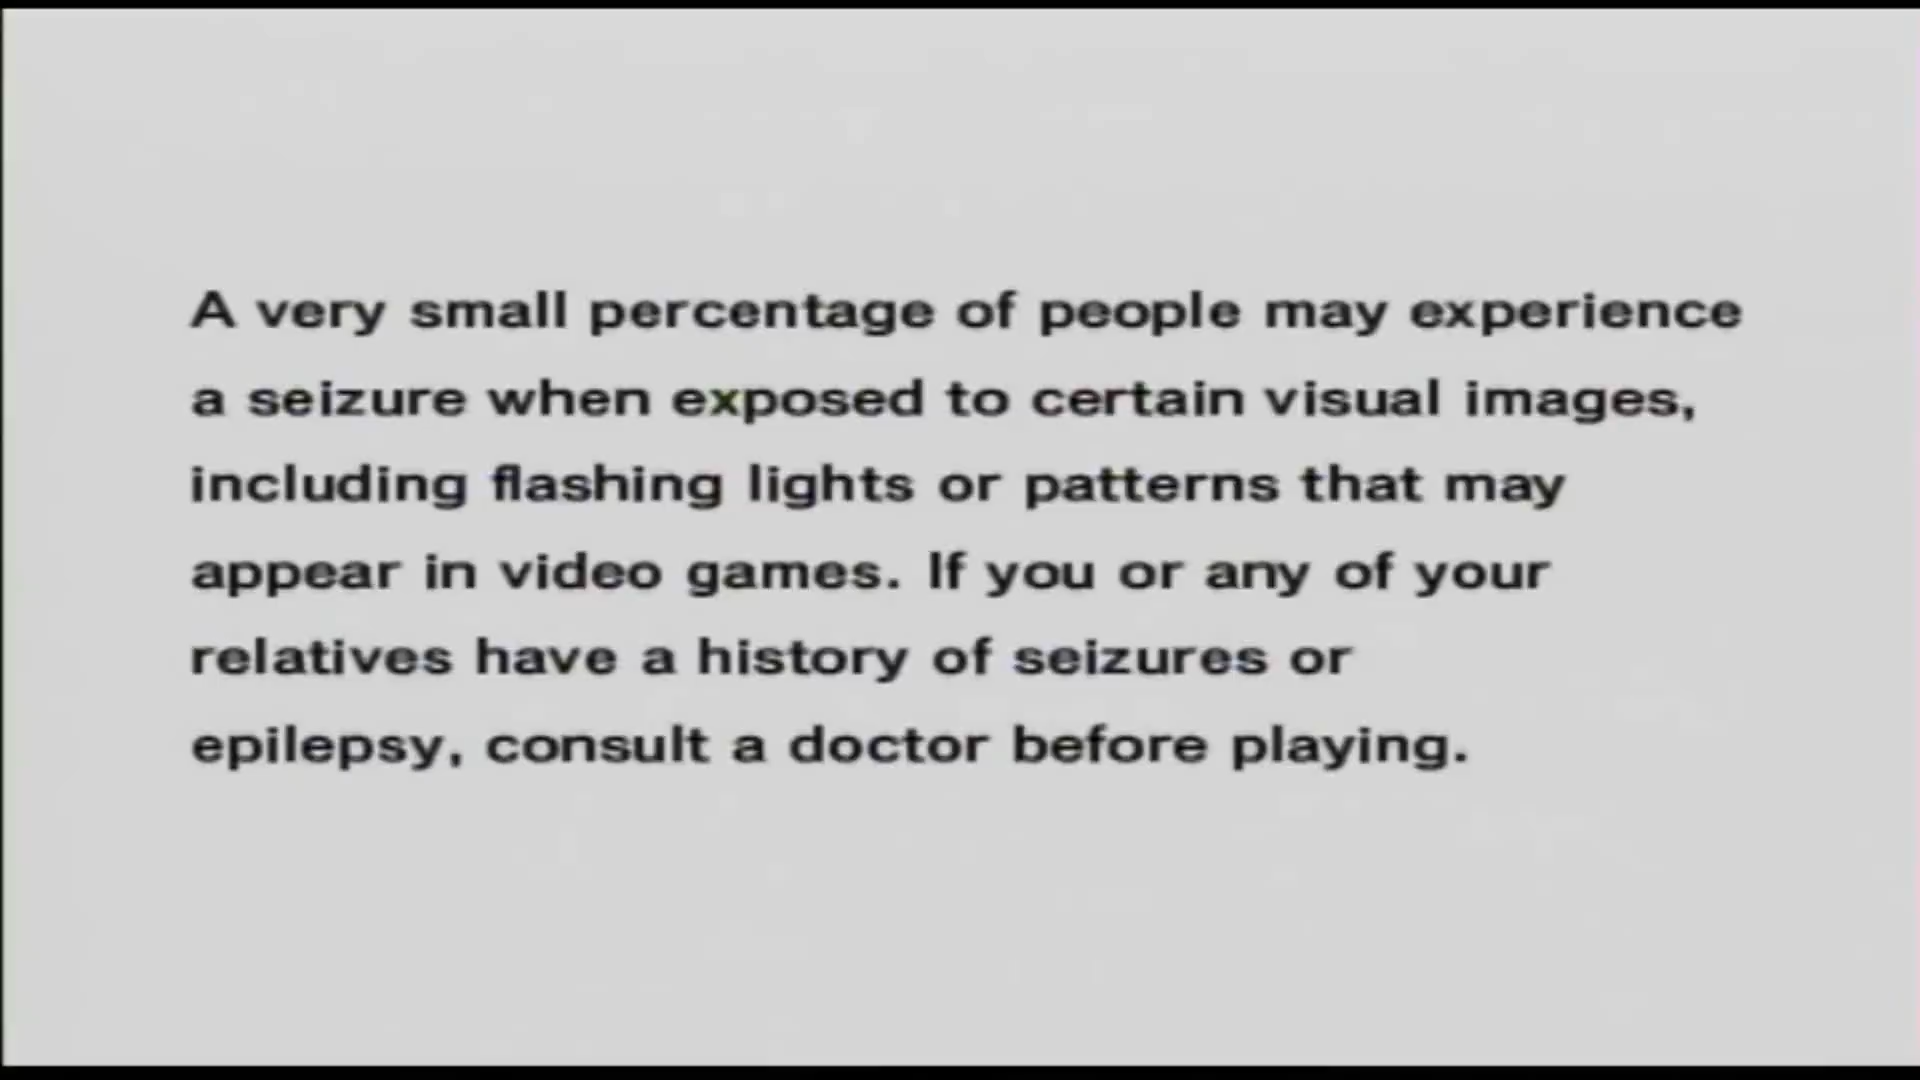 A very small percentage of people may experience
a seizure when exposed to certain visual images,
including flashing lights or patterns that may
appear in video games. If you or any of your
relatives have a history of seizures or
epilepsy, consult a doctor before playing.